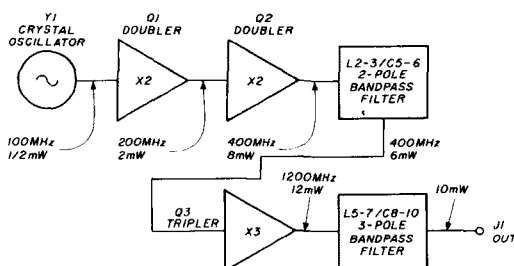 Y1
CRYSTAL
OSCILLATOR
Q1
DOUBLER
Q2
DOUBLER
X2
X2
L2-3/C5-6
2-POLE
BANDPASS
FILTER
100MHz
1/2mW
200MHz
2mW
400MHz
8mW
400MHz
6mW
Q3
TRIPLER
X3
1200MHz
12mW
L5-7/C8-10
3-POLE
BANDPASS
FILTER
10mW
J1
OUT